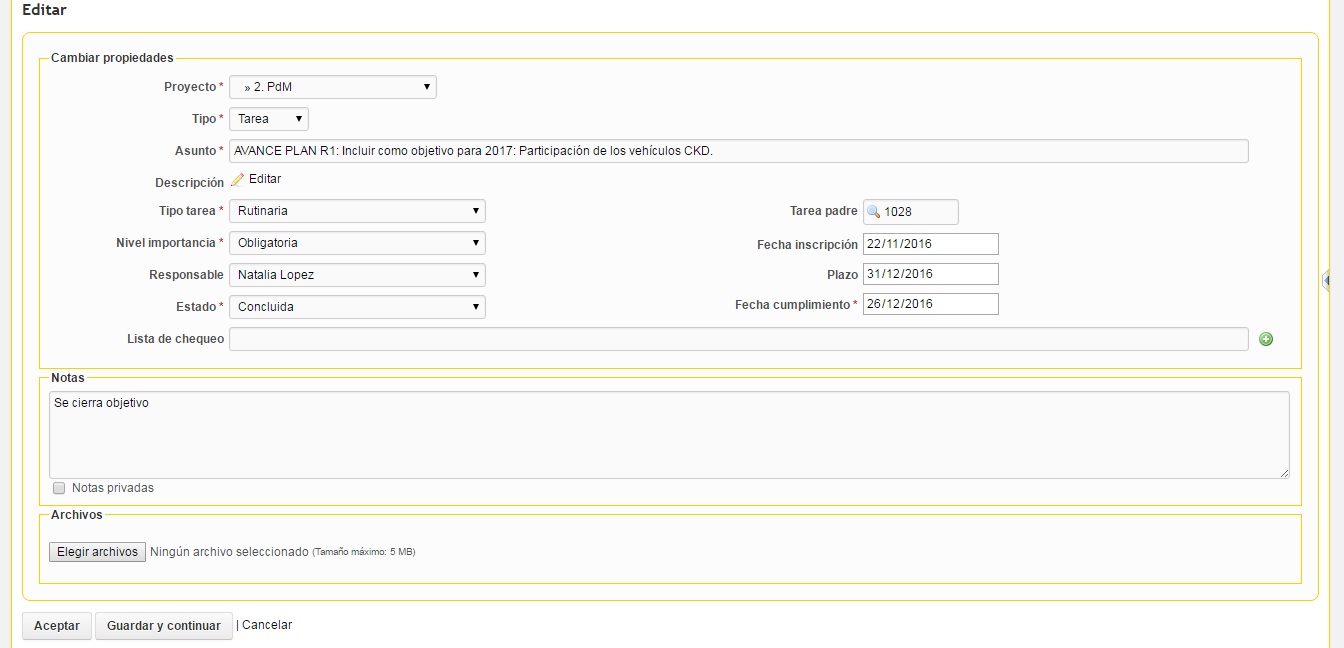 Editar
Cambiar propiedades
Proyecto * » 2. PdM
Tipo * Tarea
Asunto * AVANCE PLAN R1: Incluir como objetivo para 2017: Participación de los vehículos CKD.
Descripción Editar
Tipo tarea * Rutinaria Tarea padre 1028
Nivel importancia * Obligatoria Fecha inscripción 22/11/2016
Responsable Natalia Lopez Plazo 31/12/2016
Estado * Concluida Fecha cumplimiento * 26/12/2016
Lista de chequeo
Notas
Se cierra objetivo
Notas privadas
Archivos
Elegir archivos Ningún archivo seleccionado (Tamaño máximo: 5 MB)
Aceptar Guardar y continuar | Cancelar